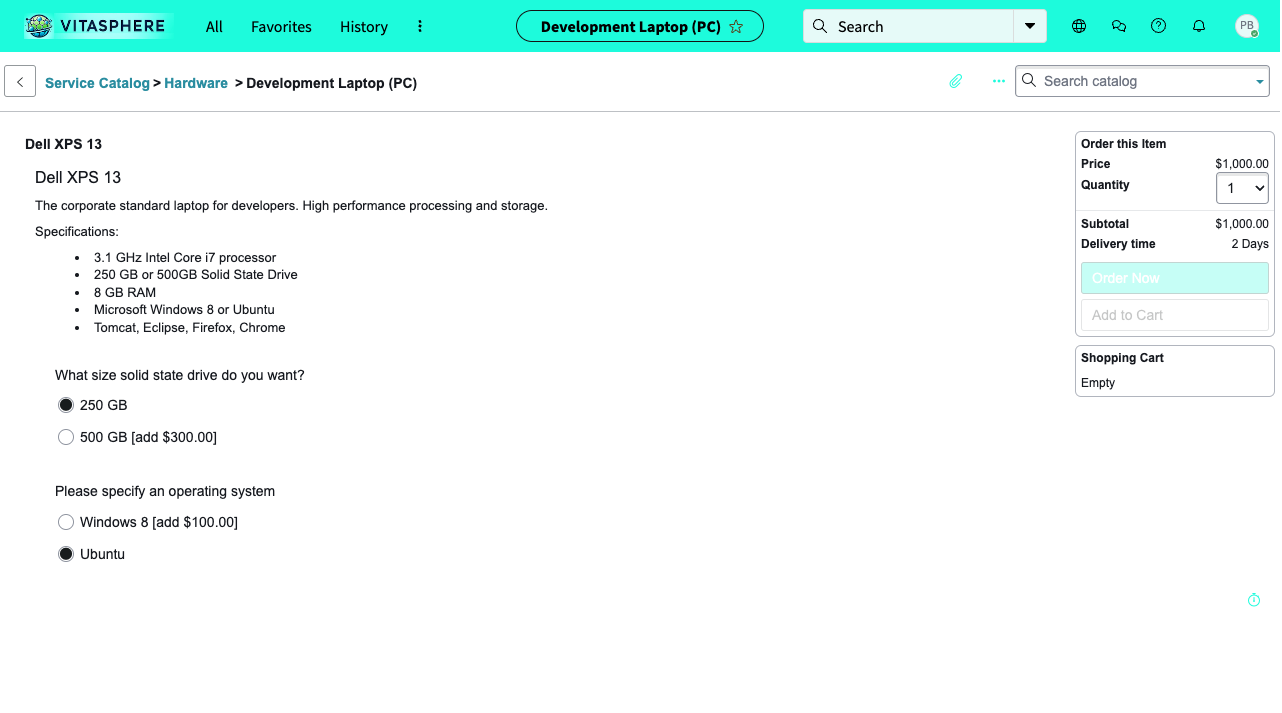 VITASPHERE All Favorites History Development Laptop (PC) Search PB
Service Catalog > Hardware > Development Laptop (PC) Search catalog
Dell XPS 13
Dell XPS 13
The corporate standard laptop for developers. High performance processing and storage.
Specifications:
3.1 GHz Intel Core i7 processor
250 GB or 500GB Solid State Drive
8 GB RAM
Microsoft Windows 8 or Ubuntu
Tomcat, Eclipse, Firefox, Chrome
What size solid state drive do you want?
250 GB
500 GB [add $300.00]
Please specify an operating system
Windows 8 [add $100.00]
Ubuntu
Order this Item
Price $1,000.00
Quantity 1
Subtotal $1,000.00
Delivery time 2 Days
Order Now
Add to Cart
Shopping Cart
Empty